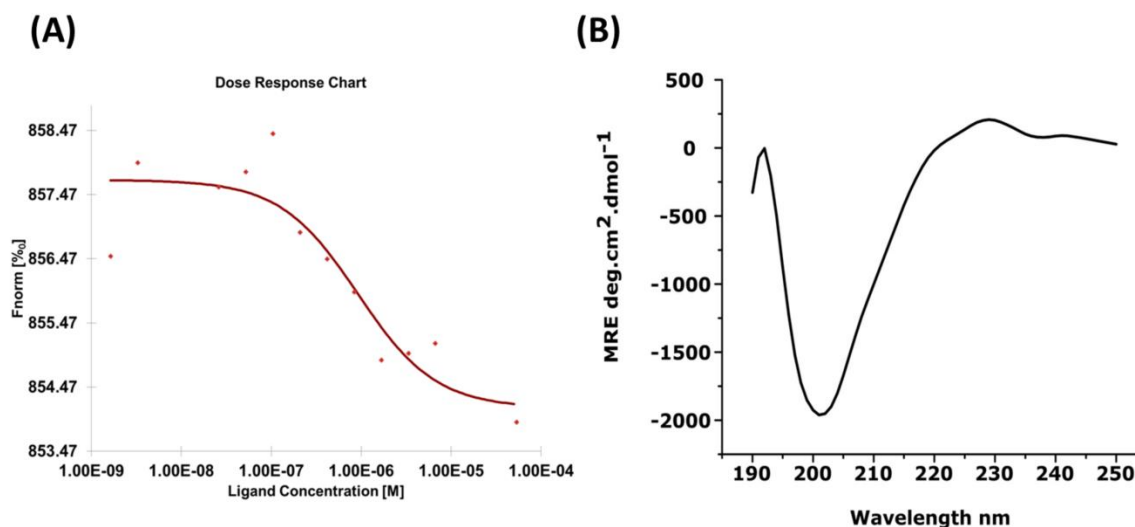 (A)
(B)
Dose Response Chart
Fnorm [‰]
858.47
857.47
856.47
855.47
854.47
853.47
1.00E-09 1.00E-08 1.00E-07 1.00E-06 1.00E-05 1.00E-04
Ligand Concentration [M]
MRE deg.cm².dmol⁻¹
500
0
-500
-1000
-1500
-2000
190 200 210 220 230 240 250
Wavelength nm